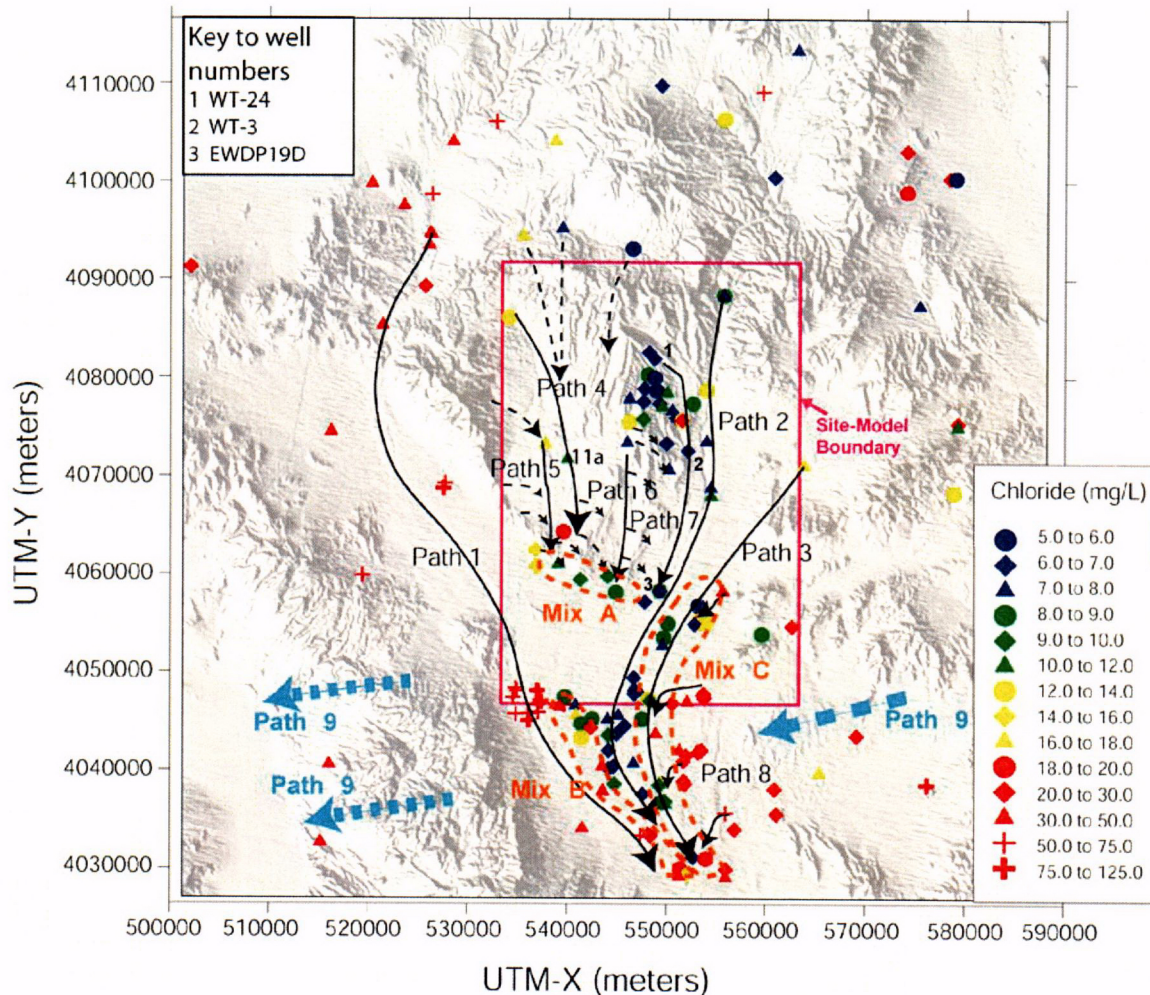 Key to well
numbers
1 WT-24
2 WT-3
3 EWDP19D
4110000
4100000
4090000
4080000
4070000
4060000
4050000
4040000
4030000
UTM-Y (meters)
1
Path 4
Path 2
Site-Model
Boundary
Path 5
11a
2
Path 6
Path 7
Path 1
Path 3
3
Mix A
Mix C
Path 9
Path 9
Path 9
Path 8
Mix B
Chloride (mg/L)
5.0 to 6.0
6.0 to 7.0
7.0 to 8.0
8.0 to 9.0
9.0 to 10.0
10.0 to 12.0
12.0 to 14.0
14.0 to 16.0
16.0 to 18.0
18.0 to 20.0
20.0 to 30.0
30.0 to 50.0
50.0 to 75.0
75.0 to 125.0
500000 510000 520000 530000 540000 550000 560000 570000 580000 590000
UTM-X (meters)